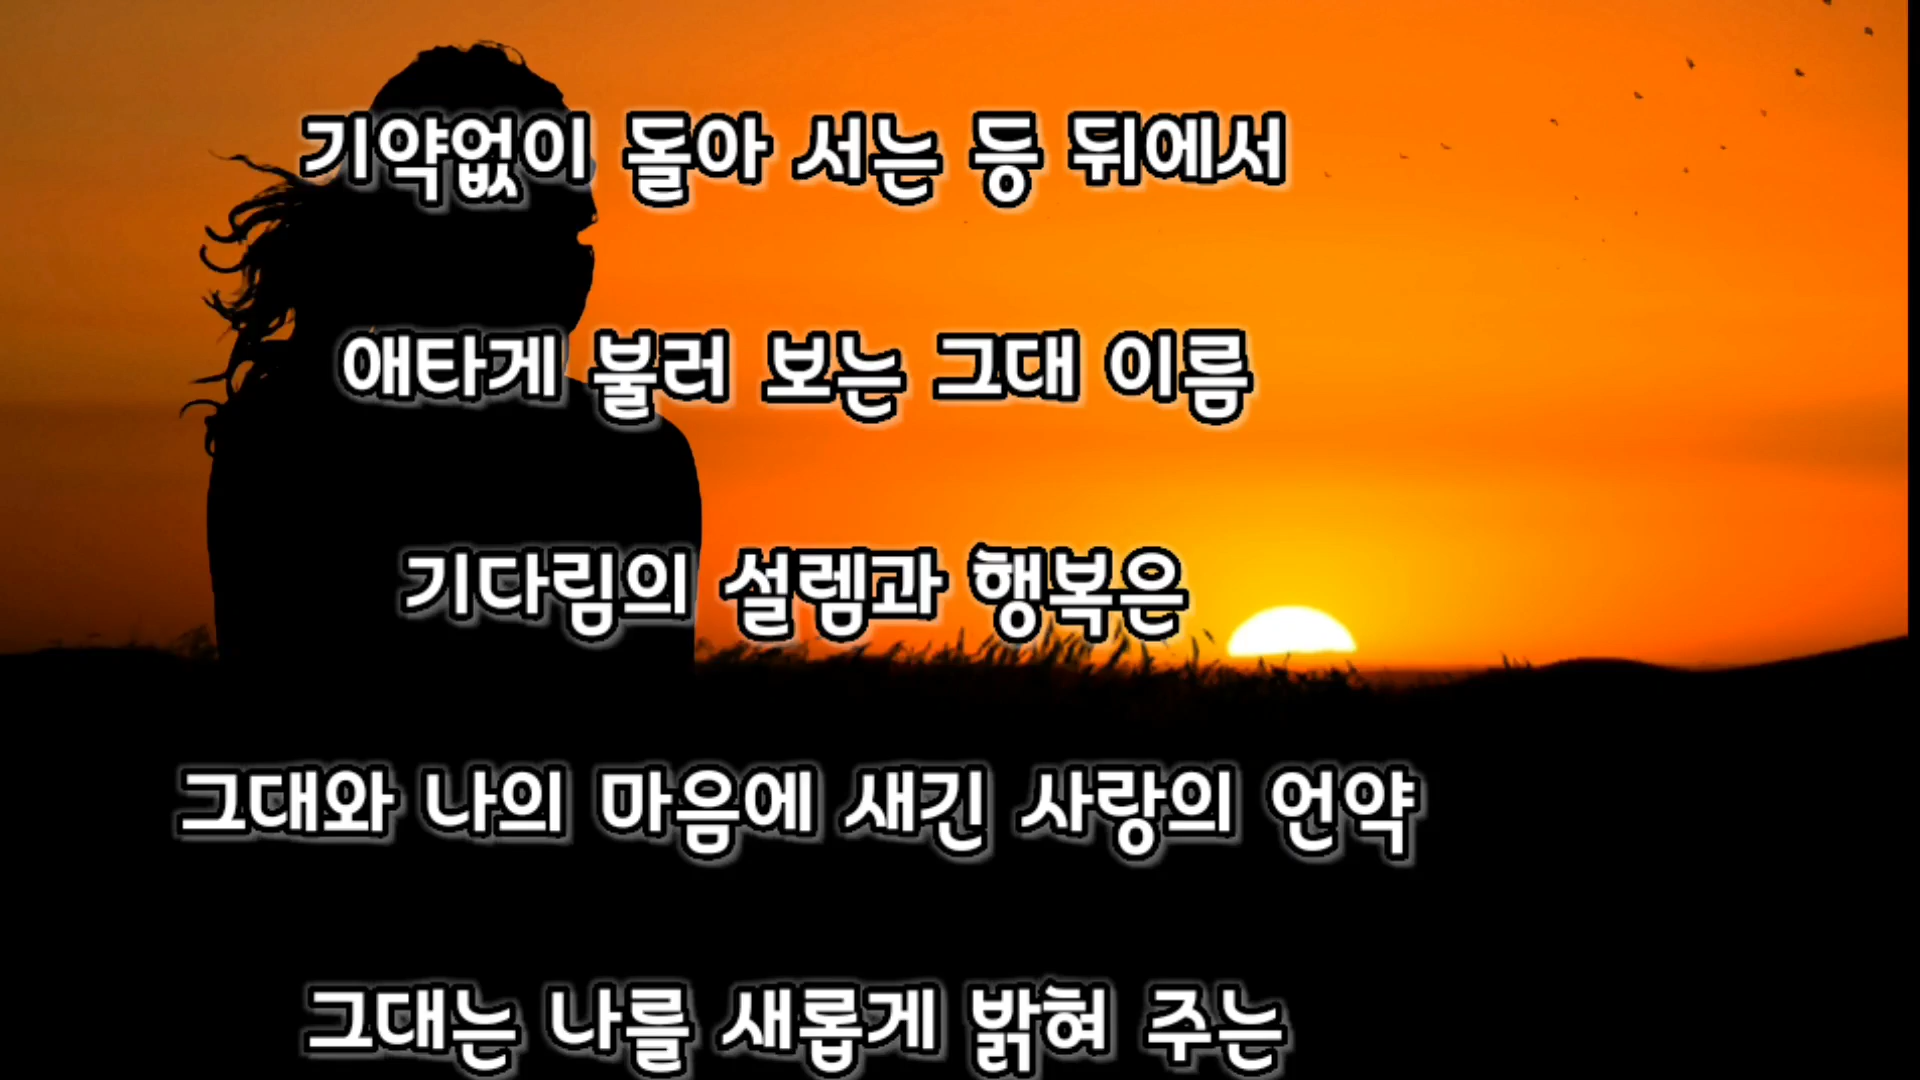 기약없이 돌아 서는 등 뒤에서
애타게 불러 보는 그대 이름
기다림의 설렘과 행복은
그대와 나의 마음에 새긴 사랑의 언약
그대는 나를 새롭게 밝혀 주는